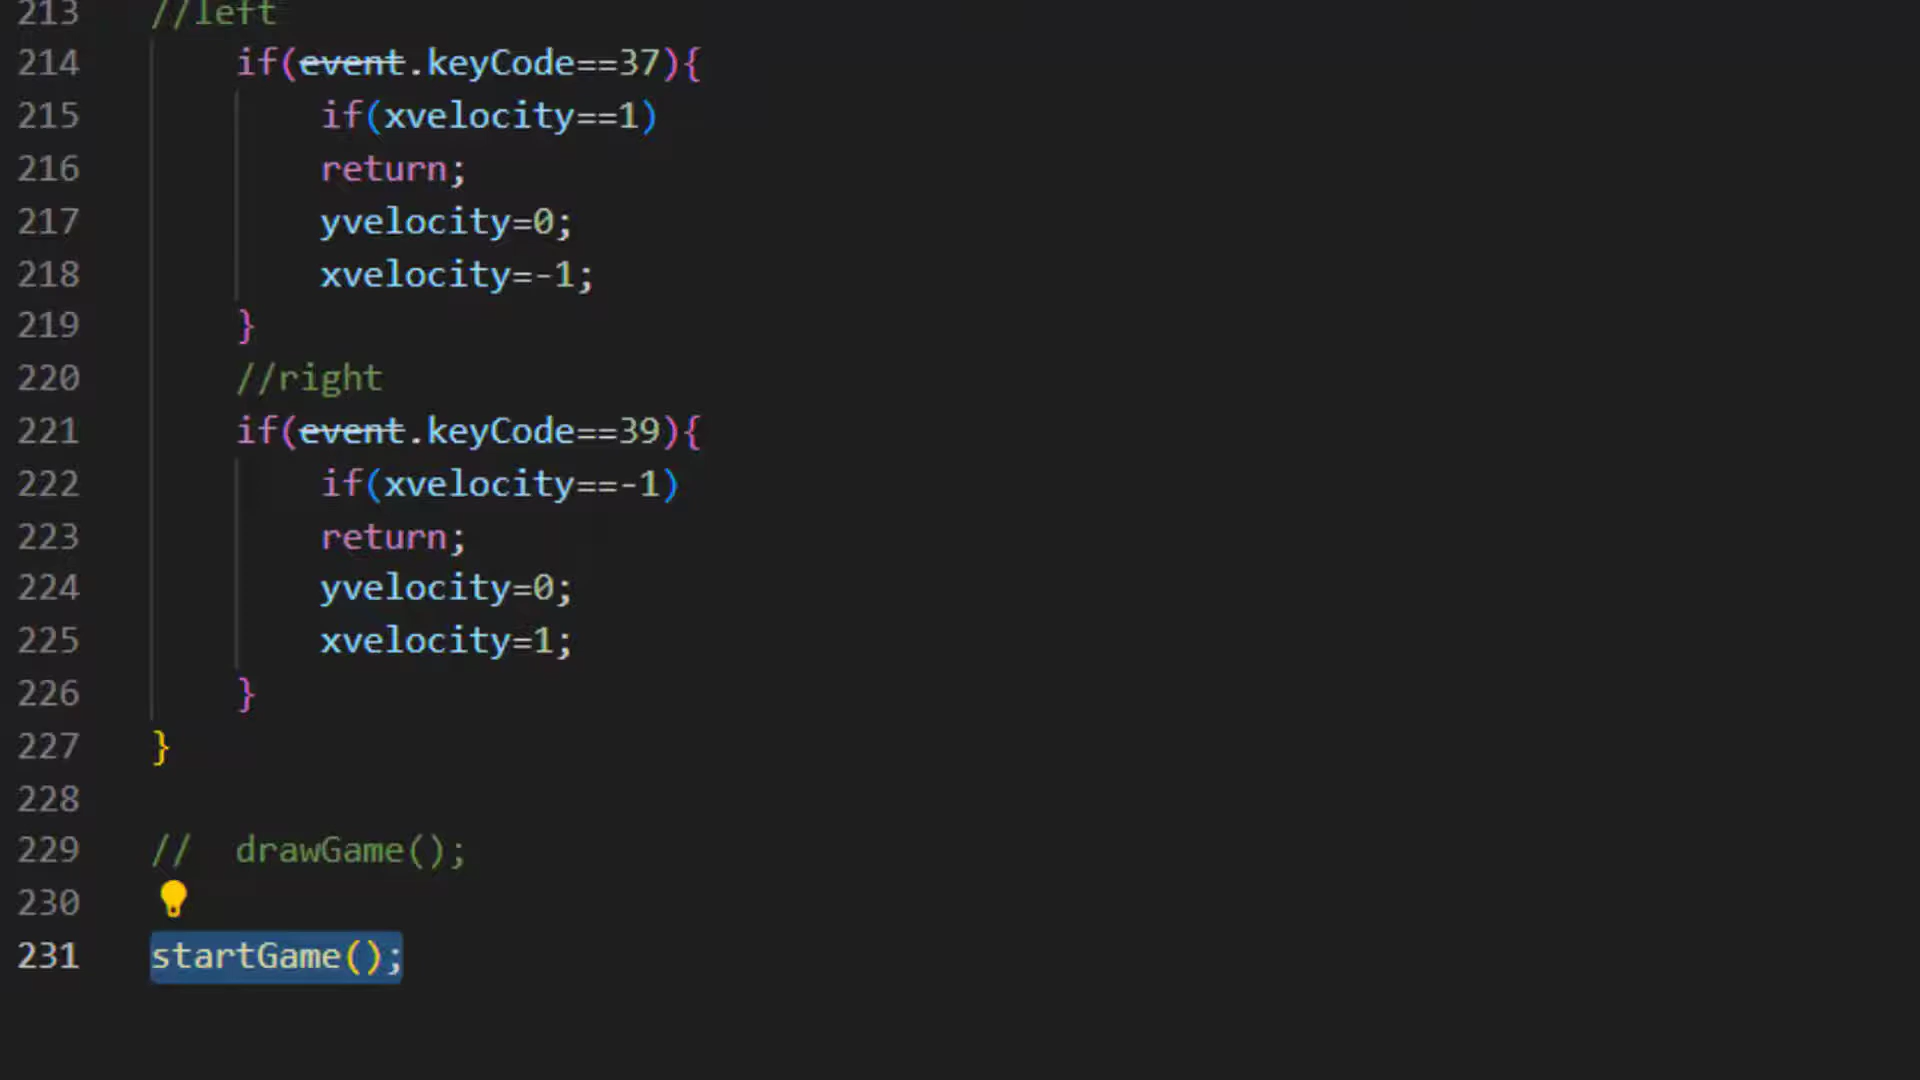 213 //left
214 if(event.keyCode==37){
215 if(xvelocity==1)
216 return;
217 yvelocity=0;
218 xvelocity=-1;
219 }
220 //right
221 if(event.keyCode==39){
222 if(xvelocity==-1)
223 return;
224 yvelocity=0;
225 xvelocity=1;
226 }
227 }
228
229 //  drawGame();
230
231 startGame();